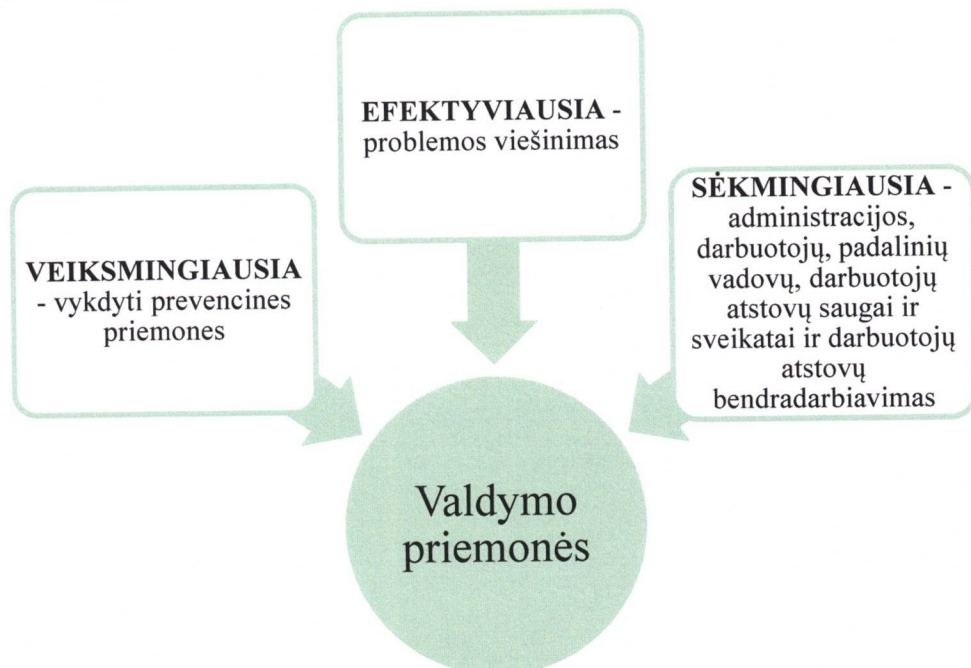 EFEKTYVIAUSIA -
problemos viešinimas
VEIKSMINGIAUSIA
- vykdyti prevencines
priemones
SĖKMINGIAUSIA -
administracijos,
darbuotojų, padalinių
vadovų, darbuotojų
atstovų saugai ir
sveikatai ir darbuotojų
atstovų
bendradarbiavimas
Valdymo
priemonės